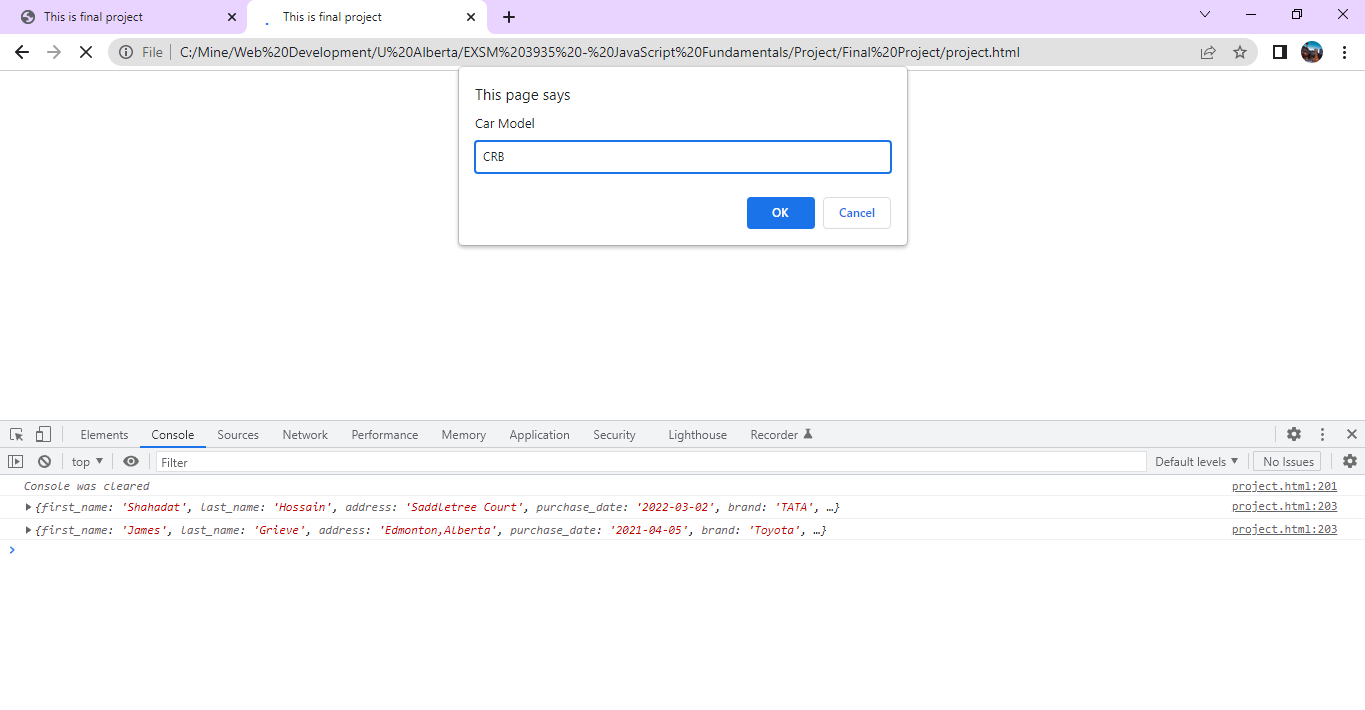 This is final project
This is final project
File
C:/Mine/Web%20Development/U%20Alberta/EXSM%203935%20-%20JavaScript%20Fundamentals/Project/Final%20Project/project.html
This page says
Car Model
CRB
OK Cancel
Elements Console Sources Network Performance Memory Application Security Lighthouse Recorder
top Filter Default levels No Issues
Console was cleared project.html:201
{first_name: 'Shahadat', last_name: 'Hossain', address: 'Saddletree Court', purchase_date: '2022-03-02', brand: 'TATA', …} project.html:203
{first_name: 'James', last_name: 'Grieve', address: 'Edmonton,Alberta', purchase_date: '2021-04-05', brand: 'Toyota', …} project.html:203